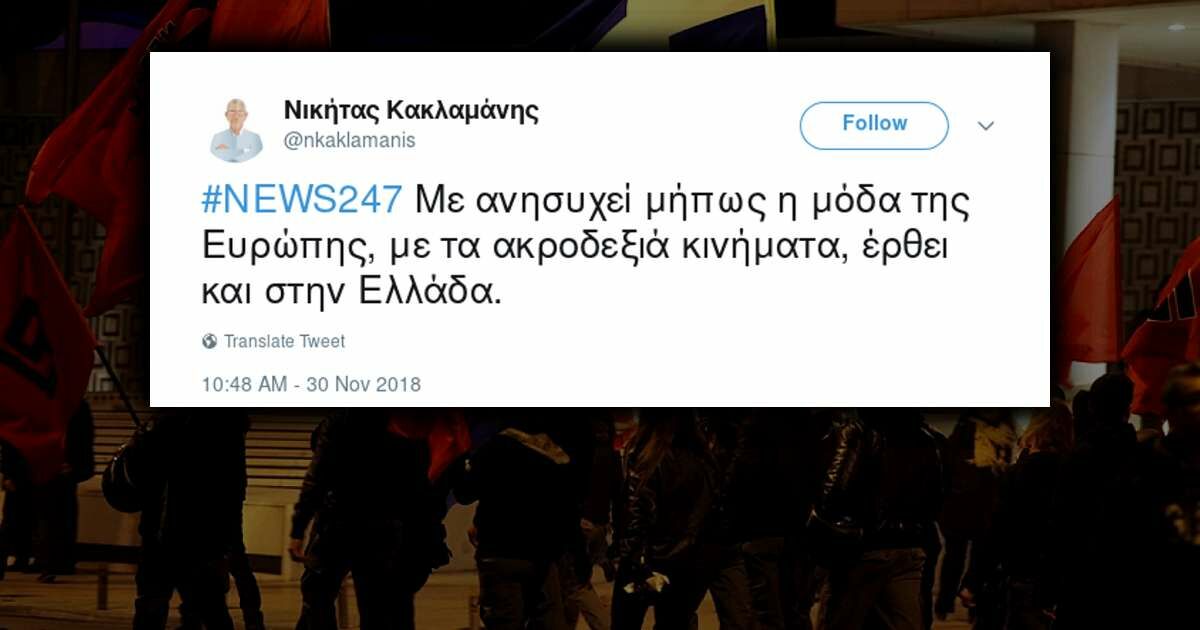 Νικήτας Κακλαμάνης
@nkaklamanis
Follow
#NEWS247 Με ανησυχεί μήπως η μόδα της
Ευρώπης, με τα ακροδεξιά κινήματα, έρθει
και στην Ελλάδα.
Translate Tweet
10:48 AM - 30 Nov 2018